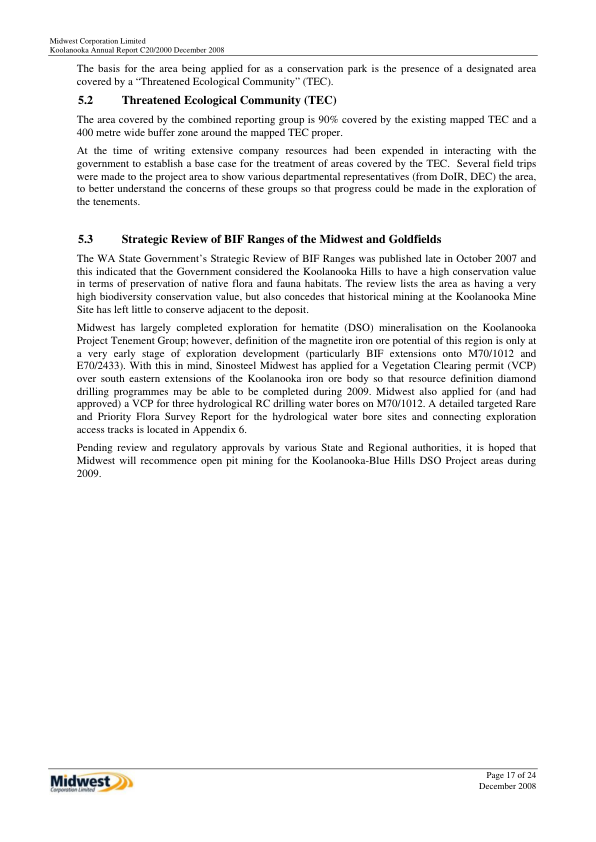 Midwest Corporation Limited
Koolanooka Annual Report C20/2000 December 2008
The basis for the area being applied for as a conservation park is the presence of a designated area
covered by a “Threatened Ecological Community” (TEC).
5.2 Threatened Ecological Community (TEC)
The area covered by the combined reporting group is 90% covered by the existing mapped TEC and a
400 metre wide buffer zone around the mapped TEC proper.
At the time of writing extensive company resources had been expended in interacting with the
government to establish a base case for the treatment of areas covered by the TEC. Several field trips
were made to the project area to show various departmental representatives (from DoIR, DEC) the area,
to better understand the concerns of these groups so that progress could be made in the exploration of
the tenements.
5.3 Strategic Review of BIF Ranges of the Midwest and Goldfields
The WA State Government’s Strategic Review of BIF Ranges was published late in October 2007 and
this indicated that the Government considered the Koolanooka Hills to have a high conservation value
in terms of preservation of native flora and fauna habitats. The review lists the area as having a very
high biodiversity conservation value, but also concedes that historical mining at the Koolanooka Mine
Site has left little to conserve adjacent to the deposit.
Midwest has largely completed exploration for hematite (DSO) mineralisation on the Koolanooka
Project Tenement Group; however, definition of the magnetite iron ore potential of this region is only at
a very early stage of exploration development (particularly BIF extensions onto M70/1012 and
E70/2433). With this in mind, Sinosteel Midwest has applied for a Vegetation Clearing permit (VCP)
over south eastern extensions of the Koolanooka iron ore body so that resource definition diamond
drilling programmes may be able to be completed during 2009. Midwest also applied for (and had
approved) a VCP for three hydrological RC drilling water bores on M70/1012. A detailed targeted Rare
and Priority Flora Survey Report for the hydrological water bore sites and connecting exploration
access tracks is located in Appendix 6.
Pending review and regulatory approvals by various State and Regional authorities, it is hoped that
Midwest will recommence open pit mining for the Koolanooka-Blue Hills DSO Project areas during
2009.
Midwest
Corporation Limited
Page 17 of 24
December 2008